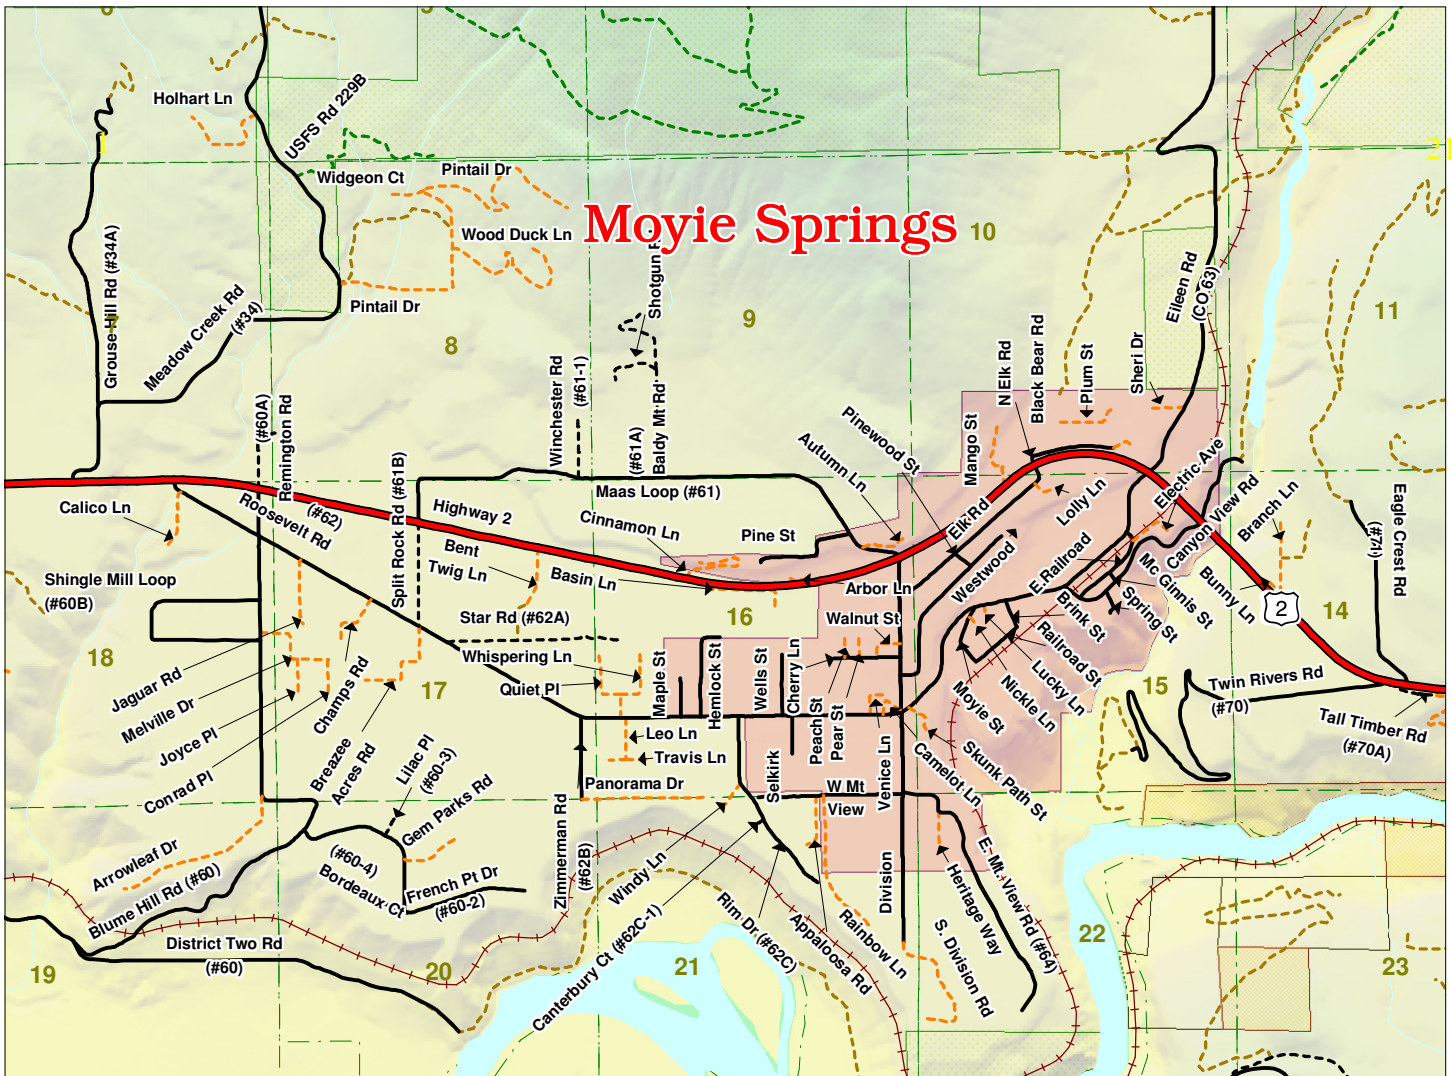 6
5
Holhart Ln
USFS Rd 229B
1
21
Widgeon Ct
Pintail Dr
Moyie Springs
Wood Duck Ln
10
Grouse Hill Rd (#34A)
7
Meadow Creek Rd
(#34)
Pintail Dr
Shotgun
Eileen Rd
(CO 63)
11
8
9
Winchester Rd
(#61-1)
(#61A)
Baldy Mt Rd
N Elk Rd
Black Bear Rd
Plum St
Sheri Dr
(#60A)
Remington Rd
Split Rock Rd (#61B)
Mango St
Pinewood St
Autumn Ln
Calico Ln
Roosevelt Rd
(#62)
Highway 2
Maas Loop (#61)
Cinnamon Ln
Pine St
Elk Rd
Lolly Ln
Electric Ave
Canyon View Rd
Branch Ln
Eagle Crest Rd
(#71)
Bent
Twig Ln
Basin Ln
Arbor Ln
Westwood
E. Railroad
Mc Ginnis St
Bunny Ln
2
14
Shingle Mill Loop
(#60B)
Star Rd (#62A)
16
Walnut St
Brink St
Spring St
18
Whispering Ln
Quiet Pl
Maple St
Hemlock St
Wells St
Cherry Ln
Peach St
Pear St
Railroad St
Lucky Ln
Nickle Ln
Moyie St
15
Twin Rivers Rd
(#70)
Tall Timber Rd
(#70A)
Jaguar Rd
Melville Dr
Joyce Pl
Conrad Pl
Champs Rd
17
Breazee
Acres Rd
Lilac Pl
(#60-3)
Leo Ln
Travis Ln
Panorama Dr
Selkirk
W Mt
View
Venice Ln
Camelot Ln
Skunk Path St
Gem Parks Rd
Arrowleaf Dr
Blume Hill Rd (#60)
(#60-4)
Bordeaux Ct
French Pt Dr
(#60-2)
Zimmerman Rd
(#62B)
Windy Ln
Canterbury Ct (#62C-1)
Rim Dr (#62C)
Appaloosa Rd
Rainbow Ln
Division
Heritage Way
S. Division Rd
E. Mt. View Rd (#64)
District Two Rd
(#60)
19
20
21
22
23